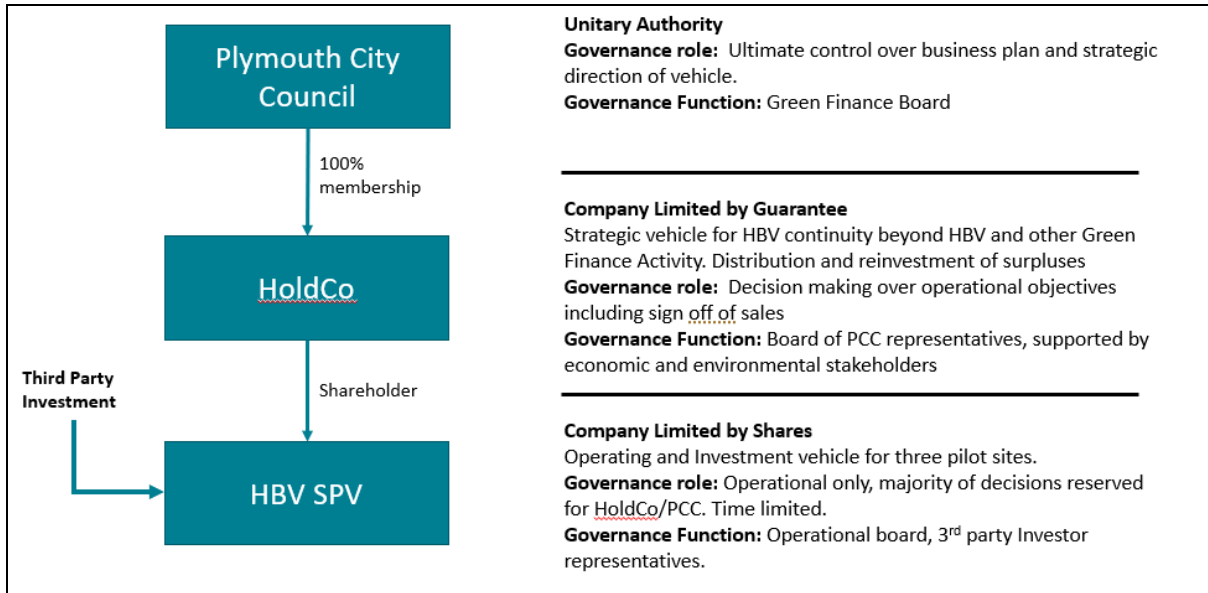 Plymouth City
Council
100%
membership
HoldCo
Shareholder
Third Party
Investment
HBV SPV
Unitary Authority
Governance role:  Ultimate control over business plan and strategic
direction of vehicle.
Governance Function: Green Finance Board
Company Limited by Guarantee
Strategic vehicle for HBV continuity beyond HBV and other Green
Finance Activity. Distribution and reinvestment of surpluses
Governance role:  Decision making over operational objectives
including sign off of sales
Governance Function: Board of PCC representatives, supported by
economic and environmental stakeholders
Company Limited by Shares
Operating and Investment vehicle for three pilot sites.
Governance role: Operational only, majority of decisions reserved
for HoldCo/PCC. Time limited.
Governance Function: Operational board, 3rd party Investor
representatives.